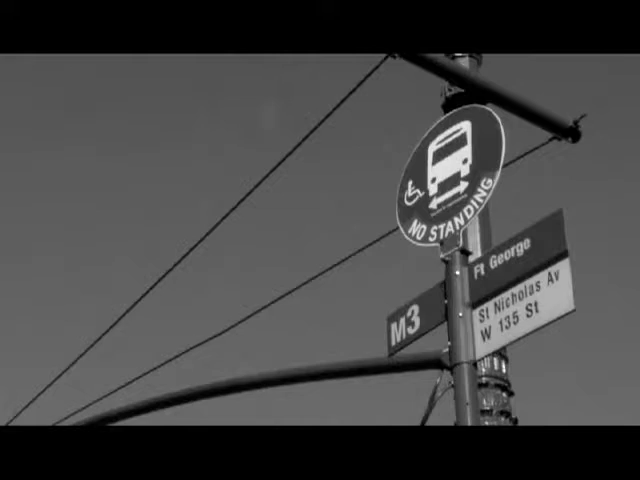 NO STANDING
Ft George
M3
St Nicholas Av
W 135 St